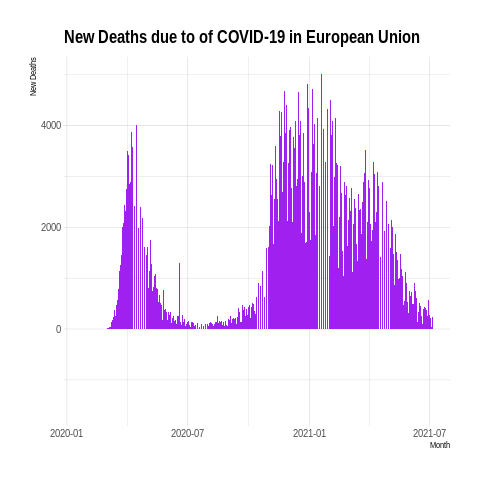 New Deaths due to of COVID-19 in European Union
New Deaths
4000
2000
0
2020-01 2020-07 2021-01 2021-07
Month